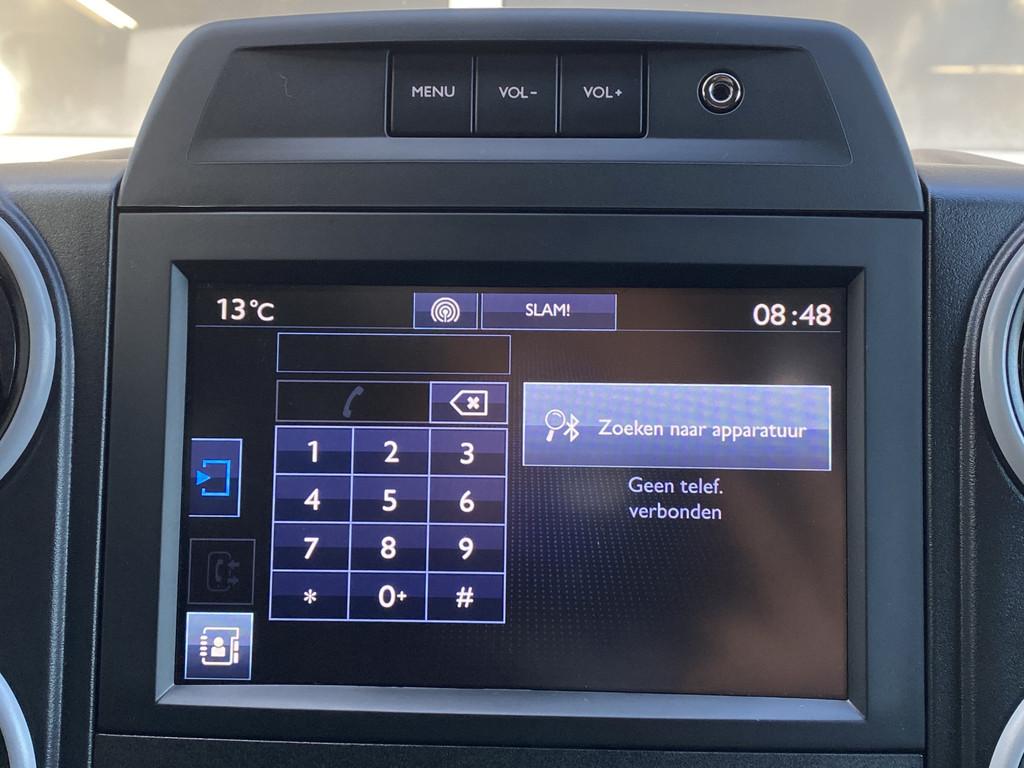 MENU VOL- VOL+
13°C SLAM! 08:48
1 2 3
4 5 6
7 8 9
* 0+ #
Zoeken naar apparatuur
Geen telef.
verbonden